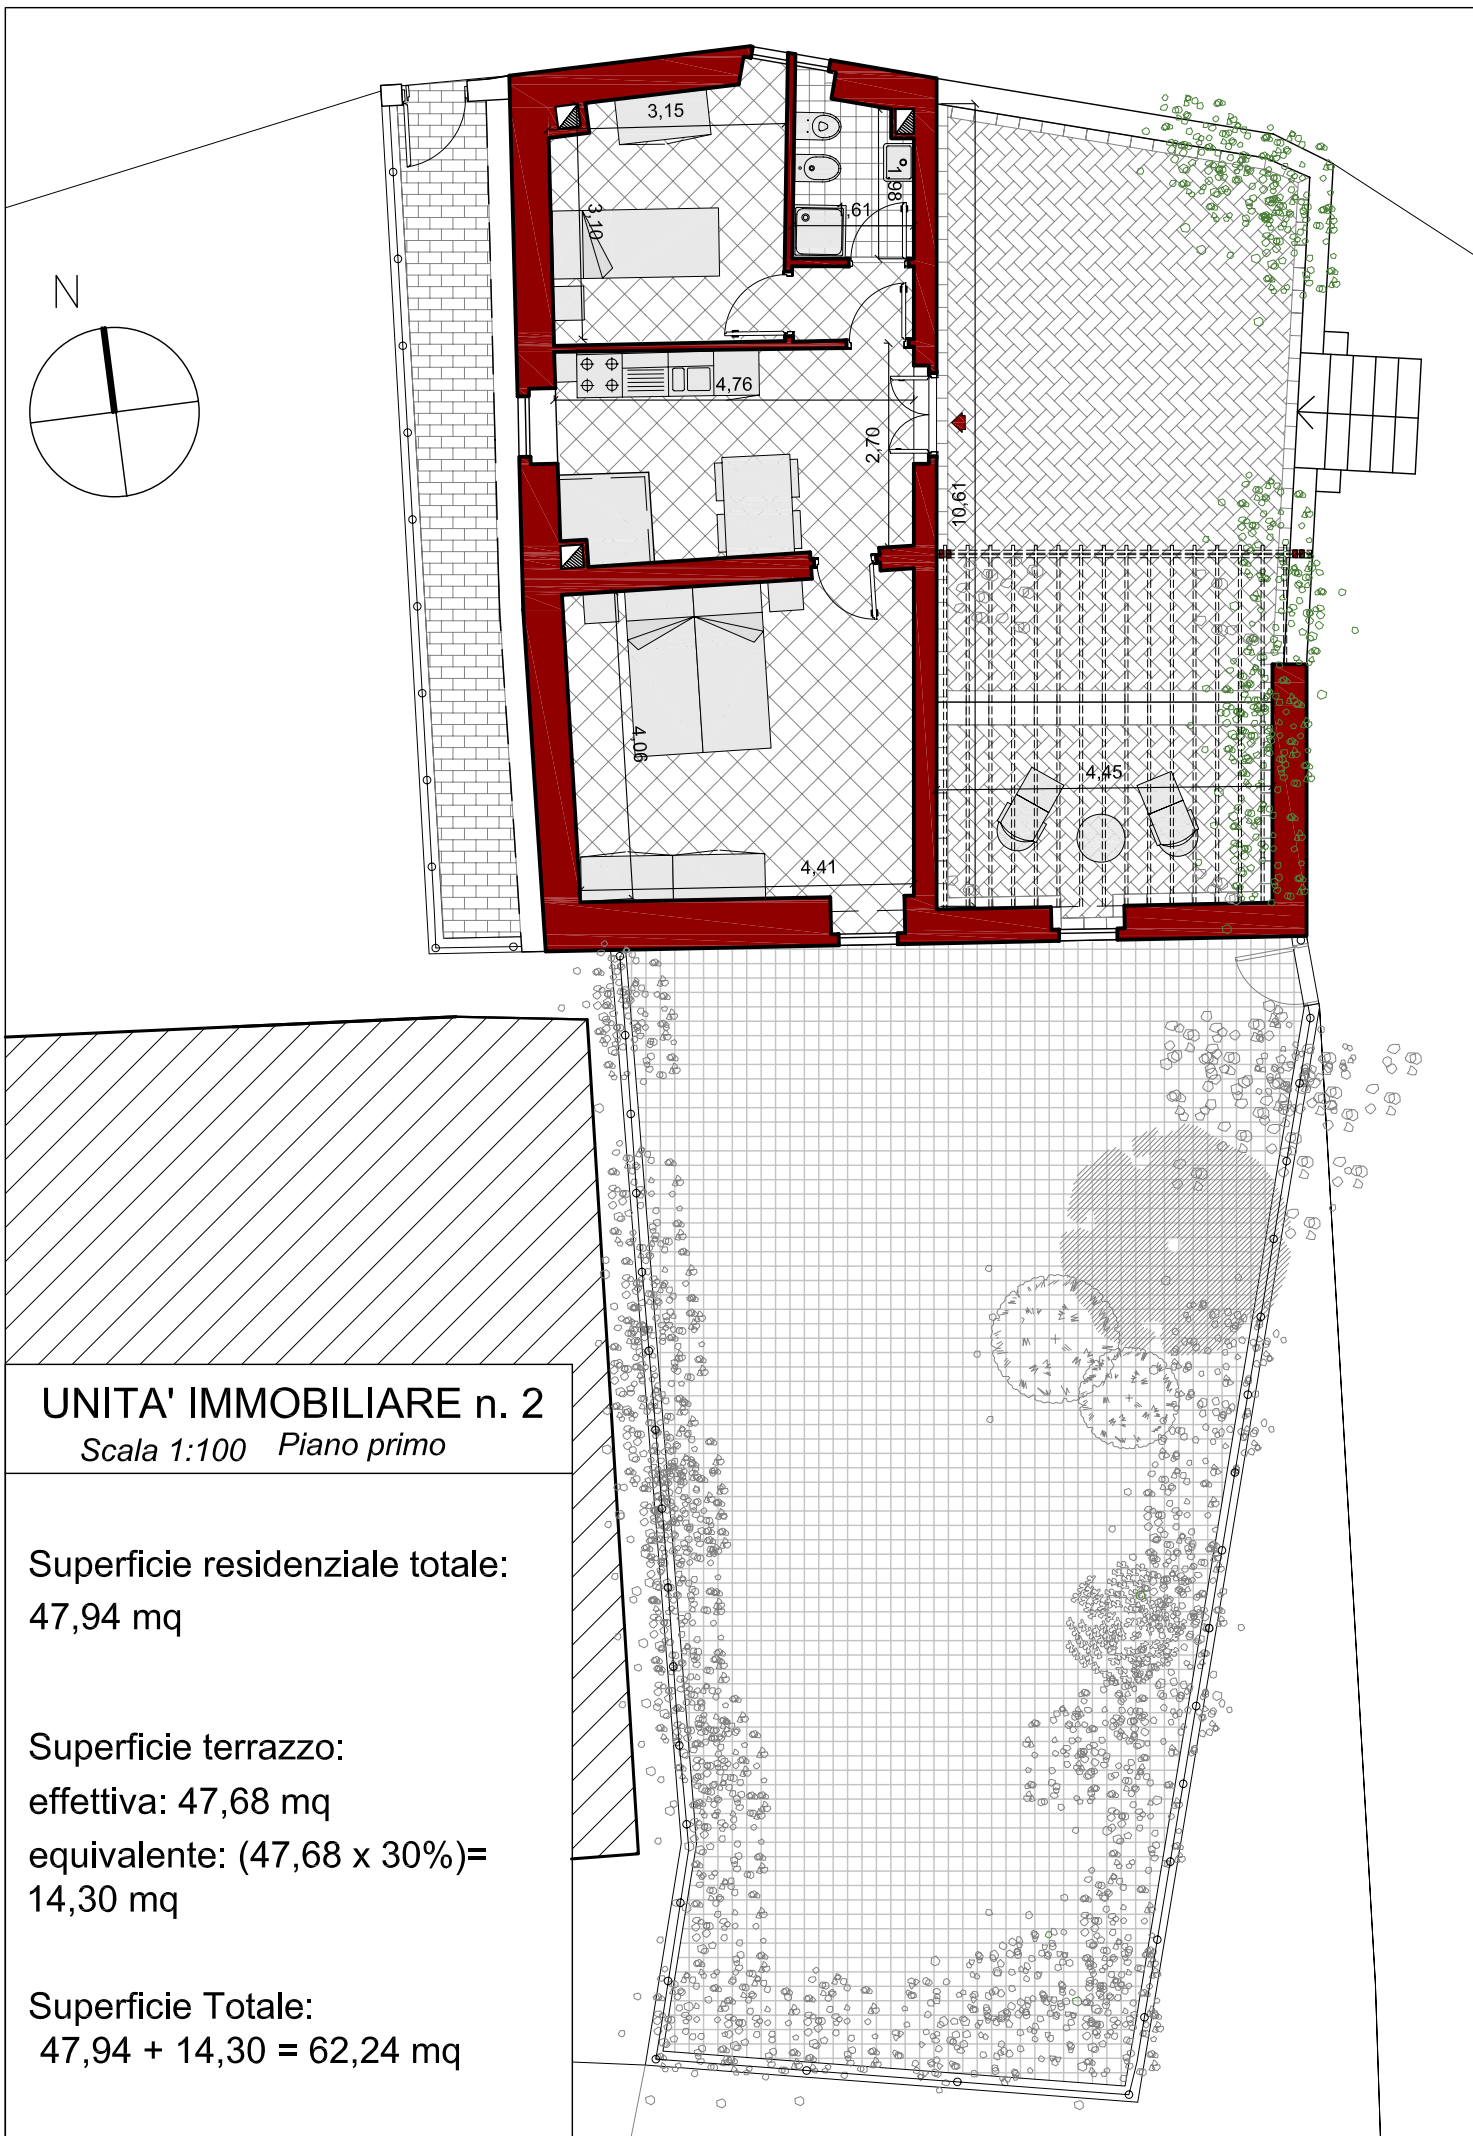 3,15
1,98
1,61
3,10
N
4,76
2,70
10,61
4,06
4,45
4,41
UNITA' IMMOBILIARE n. 2
Scala 1:100 Piano primo
Superficie residenziale totale:
47,94 mq
Superficie terrazzo:
effettiva: 47,68 mq
equivalente: (47,68 x 30%)=
14,30 mq
Superficie Totale:
47,94 + 14,30 = 62,24 mq